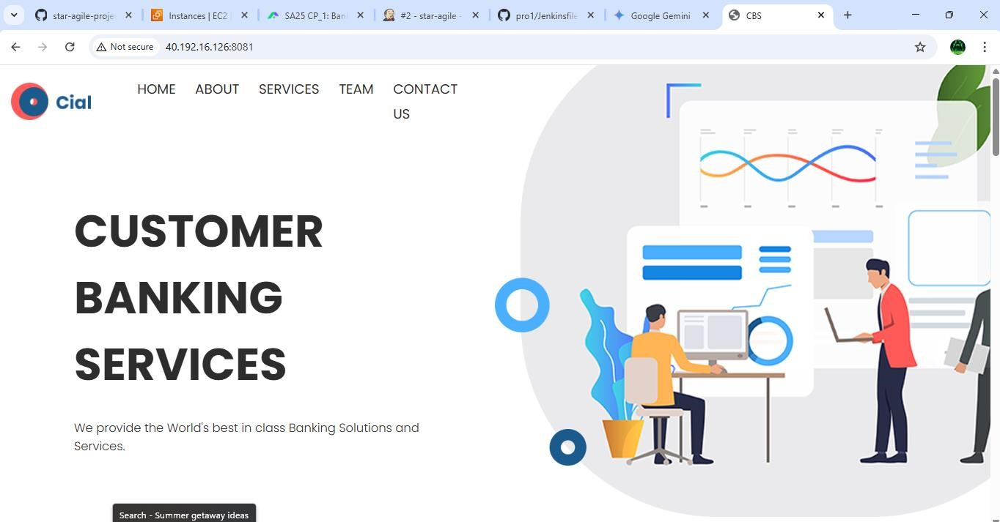 star-agile-proje
Instances | EC2
SA25 CP_1: Ban
#2 - star-agile -
pro1/Jenkinsfile
Google Gemini
CBS
Not secure
40.192.16.126:8081
Cial
HOME
ABOUT
SERVICES
TEAM
CONTACT
US
CUSTOMER
BANKING
SERVICES
We provide the World's best in class Banking Solutions and
Services.
Search - Summer getaway ideas